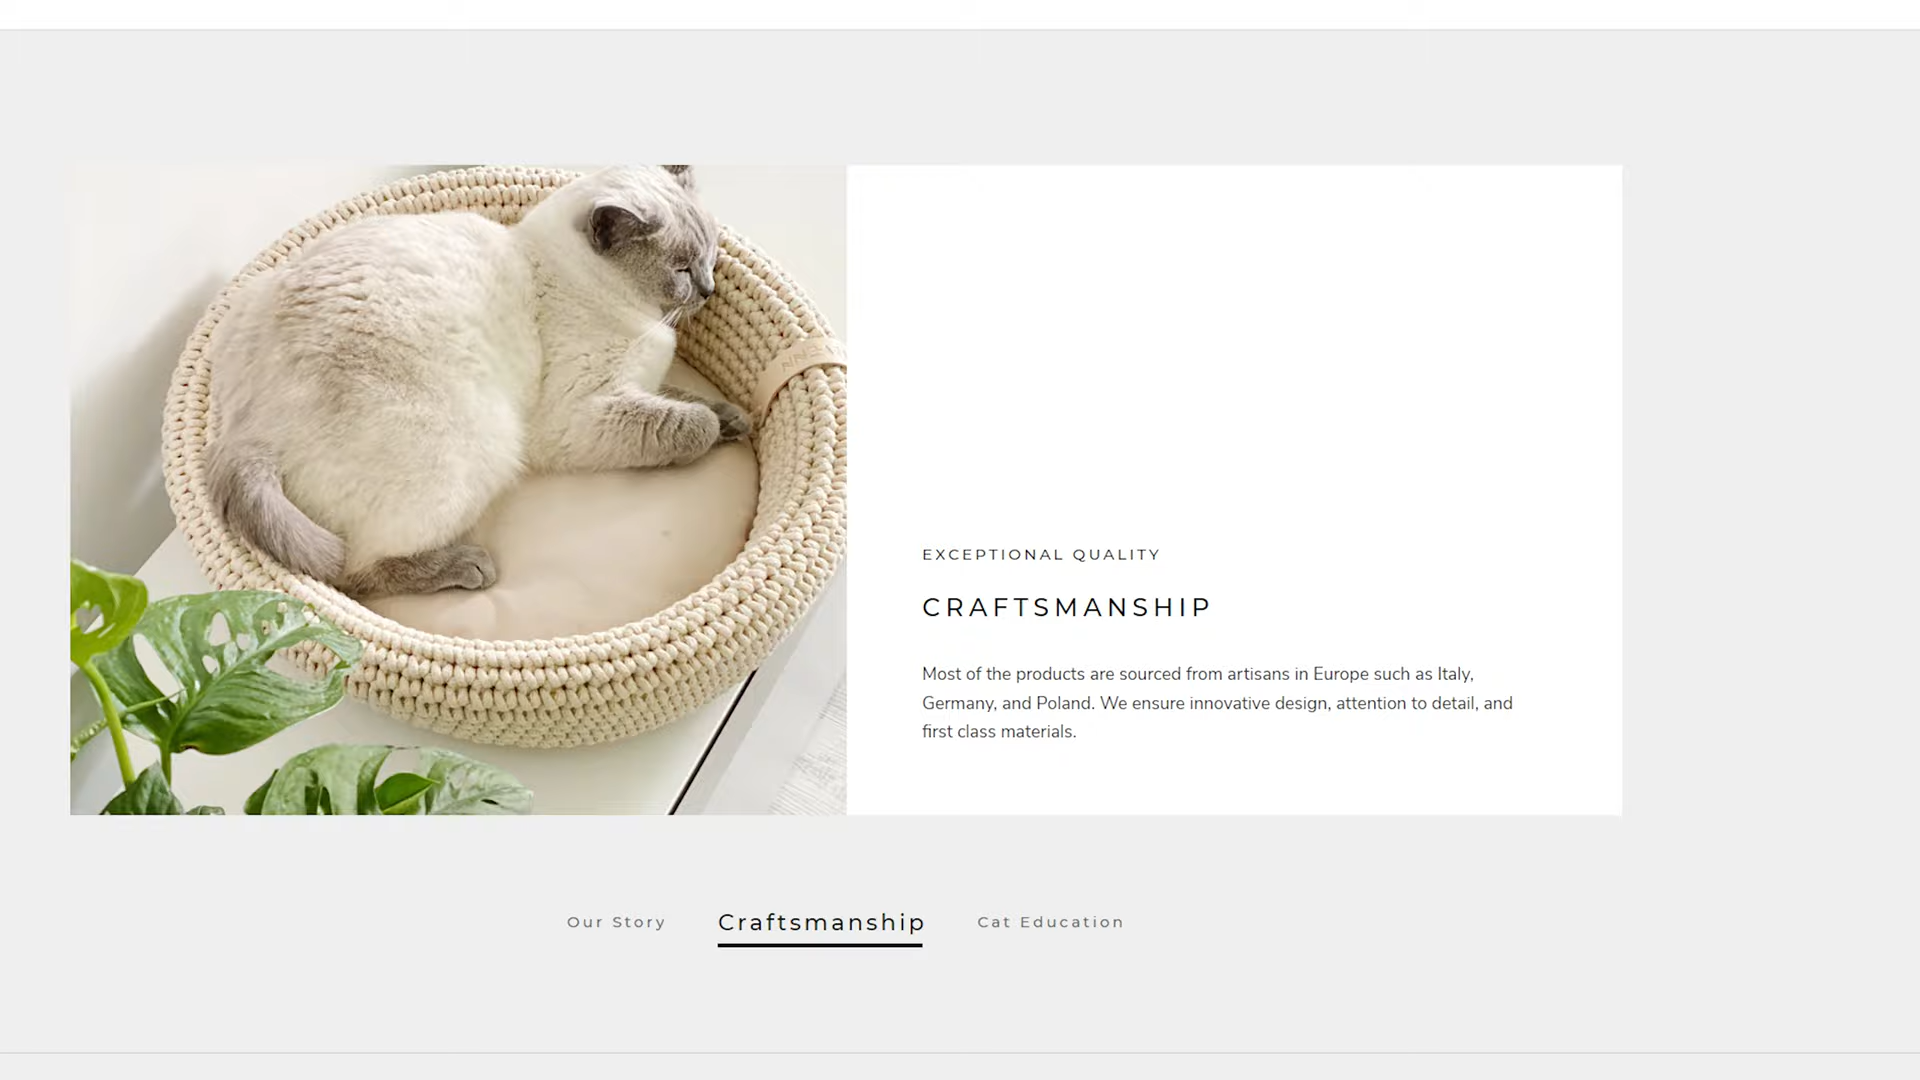 EXCEPTIONAL QUALITY
CRAFTSMANSHIP
Most of the products are sourced from artisans in Europe such as Italy,
Germany, and Poland. We ensure innovative design, attention to detail, and
first class materials.
Our Story
Craftsmanship
Cat Education